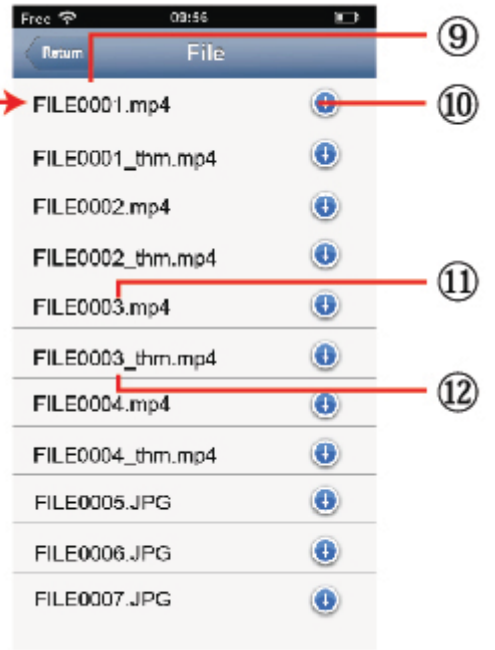 Free 09:56
Return File
⑨
FILE0001.mp4 ⑩
FILE0001_thm.mp4
FILE0002.mp4
FILE0002_thm.mp4
⑪
FILE0003.mp4
FILE0003_thm.mp4
⑫
FILE0004.mp4
FILE0004_thm.mp4
FILE0005.JPG
FILE0006.JPG
FILE0007.JPG